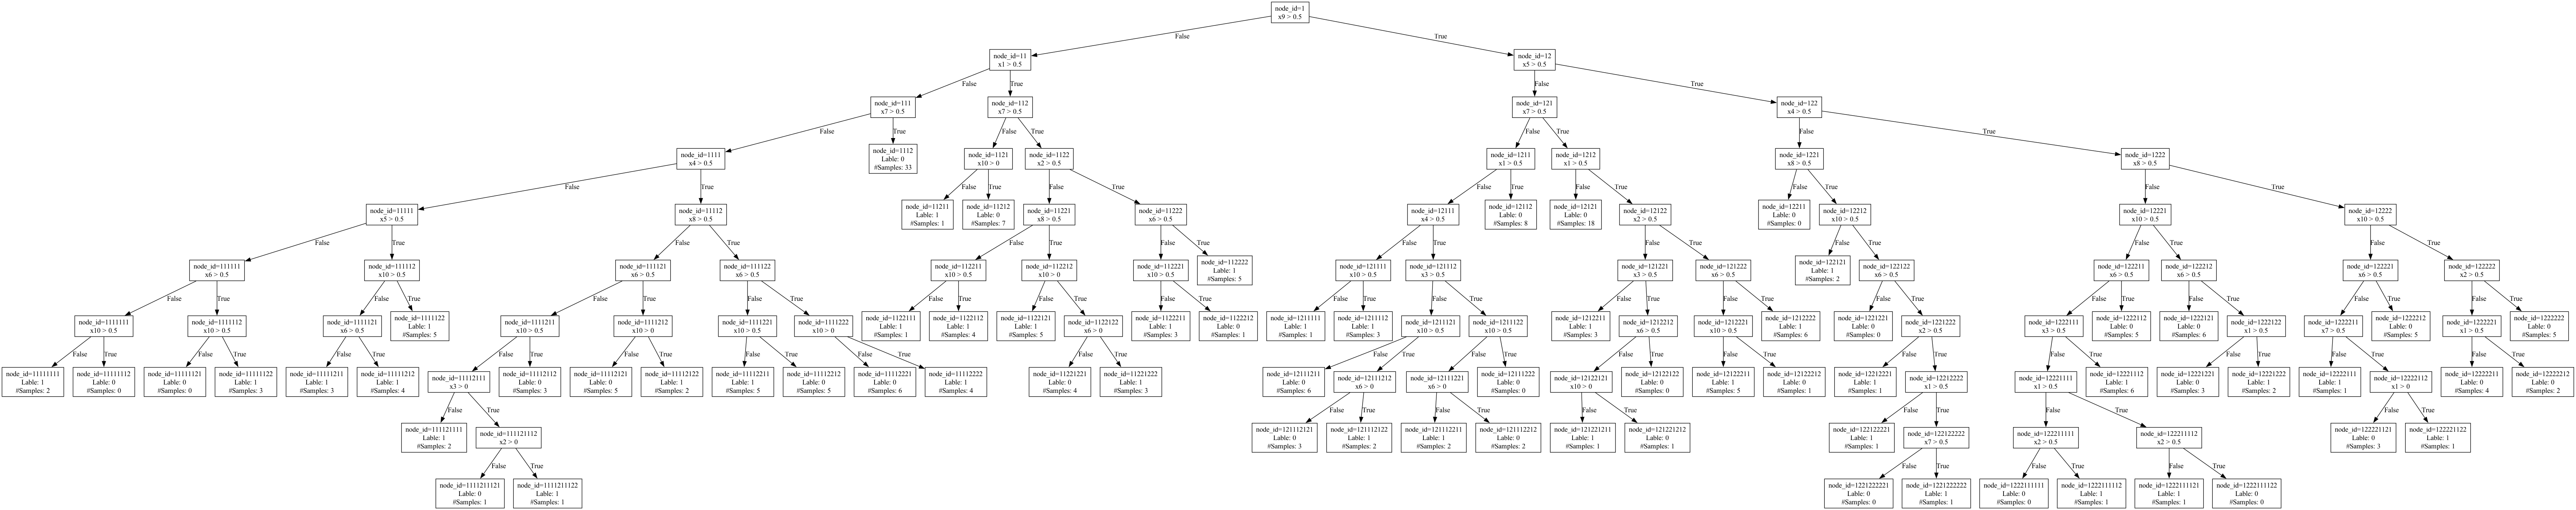 node_id=1
x9 > 0.5
False
True
node_id=11
x1 > 0.5
node_id=12
x5 > 0.5
False
True
False
True
node_id=111
x7 > 0.5
node_id=112
x7 > 0.5
node_id=121
x7 > 0.5
node_id=122
x4 > 0.5
False
True
False
True
False
True
False
True
node_id=1111
x4 > 0.5
node_id=1112
Lable: 0
#Samples: 33
node_id=1121
x10 > 0
node_id=1122
x2 > 0.5
node_id=1211
x1 > 0.5
node_id=1212
x1 > 0.5
node_id=1221
x8 > 0.5
node_id=1222
x8 > 0.5
False
True
False
True
False
True
False
True
False
True
False
True
False
True
node_id=11111
x5 > 0.5
node_id=11112
x8 > 0.5
node_id=11211
Lable: 1
#Samples: 1
node_id=11212
Lable: 0
#Samples: 7
node_id=11221
x8 > 0.5
node_id=11222
x6 > 0.5
node_id=12111
x4 > 0.5
node_id=12112
Lable: 0
#Samples: 8
node_id=12121
Lable: 0
#Samples: 18
node_id=12122
x2 > 0.5
node_id=12211
Lable: 0
#Samples: 0
node_id=12212
x10 > 0.5
node_id=12221
x10 > 0.5
node_id=12222
x10 > 0.5
False
True
False
True
False
True
False
True
False
True
False
True
False
True
False
True
False
True
node_id=111111
x6 > 0.5
node_id=111112
x10 > 0.5
node_id=111121
x6 > 0.5
node_id=111122
x6 > 0.5
node_id=112211
x10 > 0.5
node_id=112212
x10 > 0
node_id=112221
x10 > 0.5
node_id=112222
Lable: 1
#Samples: 5
node_id=121111
x10 > 0.5
node_id=121112
x3 > 0.5
node_id=121221
x3 > 0.5
node_id=121222
x6 > 0.5
node_id=122121
Lable: 1
#Samples: 2
node_id=122122
x6 > 0.5
node_id=122211
x6 > 0.5
node_id=122212
x6 > 0.5
node_id=122221
x6 > 0.5
node_id=122222
x2 > 0.5
False
True
False
True
False
True
False
True
False
True
False
True
False
True
False
True
False
True
False
True
False
True
False
True
False
True
False
True
False
True
False
True
node_id=1111111
x10 > 0.5
node_id=1111112
x10 > 0.5
node_id=1111121
x6 > 0.5
node_id=1111122
Lable: 1
#Samples: 5
node_id=1111211
x10 > 0.5
node_id=1111212
x10 > 0
node_id=1111221
x10 > 0.5
node_id=1111222
x10 > 0
node_id=1122111
Lable: 1
#Samples: 1
node_id=1122112
Lable: 1
#Samples: 4
node_id=1122121
Lable: 1
#Samples: 5
node_id=1122122
x6 > 0
node_id=1122211
Lable: 1
#Samples: 3
node_id=1122212
Lable: 0
#Samples: 1
node_id=1211111
Lable: 1
#Samples: 1
node_id=1211112
Lable: 1
#Samples: 3
node_id=1211121
x10 > 0.5
node_id=1211122
x10 > 0.5
node_id=1212211
Lable: 1
#Samples: 3
node_id=1212212
x6 > 0.5
node_id=1212221
x10 > 0.5
node_id=1212222
Lable: 1
#Samples: 6
node_id=1221221
Lable: 0
#Samples: 0
node_id=1221222
x2 > 0.5
node_id=1222111
x3 > 0.5
node_id=1222112
Lable: 0
#Samples: 5
node_id=1222121
Lable: 0
#Samples: 6
node_id=1222122
x1 > 0.5
node_id=1222211
x7 > 0.5
node_id=1222212
Lable: 0
#Samples: 5
node_id=1222221
x1 > 0.5
node_id=1222222
Lable: 0
#Samples: 5
False
True
False
True
False
True
False
True
False
True
False
True
False
True
False
True
False
True
False
True
False
True
False
True
False
True
False
True
False
True
False
True
False
True
node_id=11111111
Lable: 1
#Samples: 2
node_id=11111112
Lable: 0
#Samples: 0
node_id=11111121
Lable: 0
#Samples: 0
node_id=11111122
Lable: 1
#Samples: 3
node_id=11111211
Lable: 1
#Samples: 3
node_id=11111212
Lable: 1
#Samples: 4
node_id=11112111
x3 > 0
node_id=11112112
Lable: 0
#Samples: 3
node_id=11112121
Lable: 0
#Samples: 5
node_id=11112122
Lable: 1
#Samples: 2
node_id=11112211
Lable: 1
#Samples: 5
node_id=11112212
Lable: 0
#Samples: 5
node_id=11112221
Lable: 0
#Samples: 6
node_id=11112222
Lable: 1
#Samples: 4
node_id=11221221
Lable: 0
#Samples: 4
node_id=11221222
Lable: 1
#Samples: 3
node_id=12111211
Lable: 0
#Samples: 6
node_id=12111212
x6 > 0
node_id=12111221
x6 > 0
node_id=12111222
Lable: 0
#Samples: 0
node_id=12122121
x10 > 0
node_id=12122122
Lable: 0
#Samples: 0
node_id=12122211
Lable: 1
#Samples: 5
node_id=12122212
Lable: 0
#Samples: 1
node_id=12212221
Lable: 1
#Samples: 1
node_id=12212222
x1 > 0.5
node_id=12221111
x1 > 0.5
node_id=12221112
Lable: 1
#Samples: 6
node_id=12221221
Lable: 0
#Samples: 3
node_id=12221222
Lable: 1
#Samples: 2
node_id=12222111
Lable: 1
#Samples: 1
node_id=12222112
x1 > 0
node_id=12222211
Lable: 0
#Samples: 4
node_id=12222212
Lable: 0
#Samples: 2
False
True
False
True
False
True
False
True
False
True
False
True
False
True
node_id=111121111
Lable: 1
#Samples: 2
node_id=111121112
x2 > 0
node_id=121112121
Lable: 0
#Samples: 3
node_id=121112122
Lable: 1
#Samples: 2
node_id=121112211
Lable: 1
#Samples: 2
node_id=121112212
Lable: 0
#Samples: 2
node_id=121221211
Lable: 1
#Samples: 1
node_id=121221212
Lable: 0
#Samples: 1
node_id=122122221
Lable: 1
#Samples: 1
node_id=122122222
x7 > 0.5
node_id=122211111
x2 > 0.5
node_id=122211112
x2 > 0.5
node_id=122221121
Lable: 0
#Samples: 3
node_id=122221122
Lable: 1
#Samples: 1
False
True
False
True
False
True
False
True
node_id=1111211121
Lable: 0
#Samples: 1
node_id=1111211122
Lable: 1
#Samples: 1
node_id=1221222221
Lable: 0
#Samples: 0
node_id=1221222222
Lable: 1
#Samples: 1
node_id=1222111111
Lable: 0
#Samples: 0
node_id=1222111112
Lable: 1
#Samples: 1
node_id=1222111121
Lable: 1
#Samples: 1
node_id=1222111122
Lable: 0
#Samples: 0